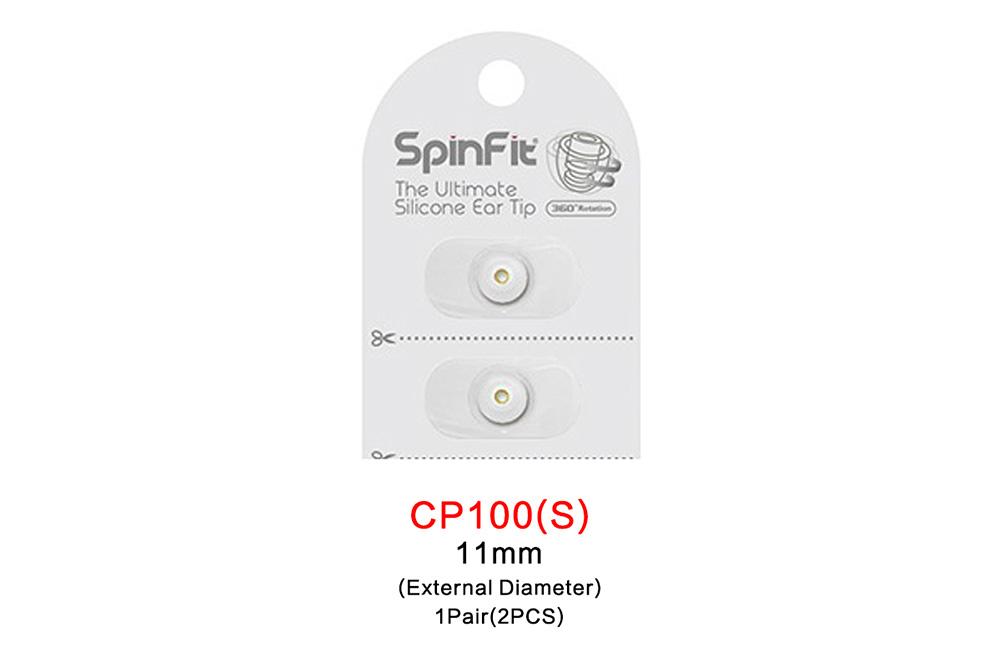 SpinFit®
The Ultimate
Silicone Ear Tip
360° Rotation
CP100(S)
11mm
(External Diameter)
1Pair(2PCS)